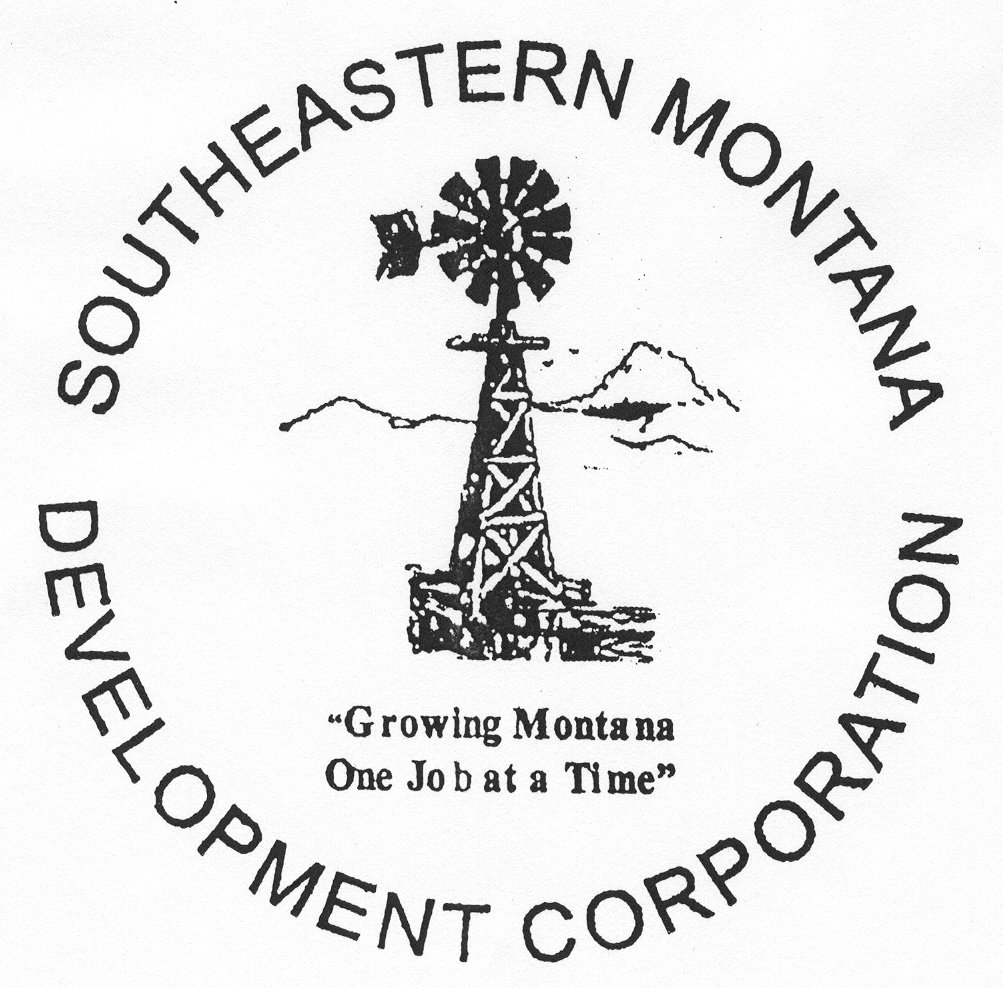 SOUTHEASTERN MONTANA
"Growing Montana
One Job at a Time"
DEVELOPMENT CORPORATION